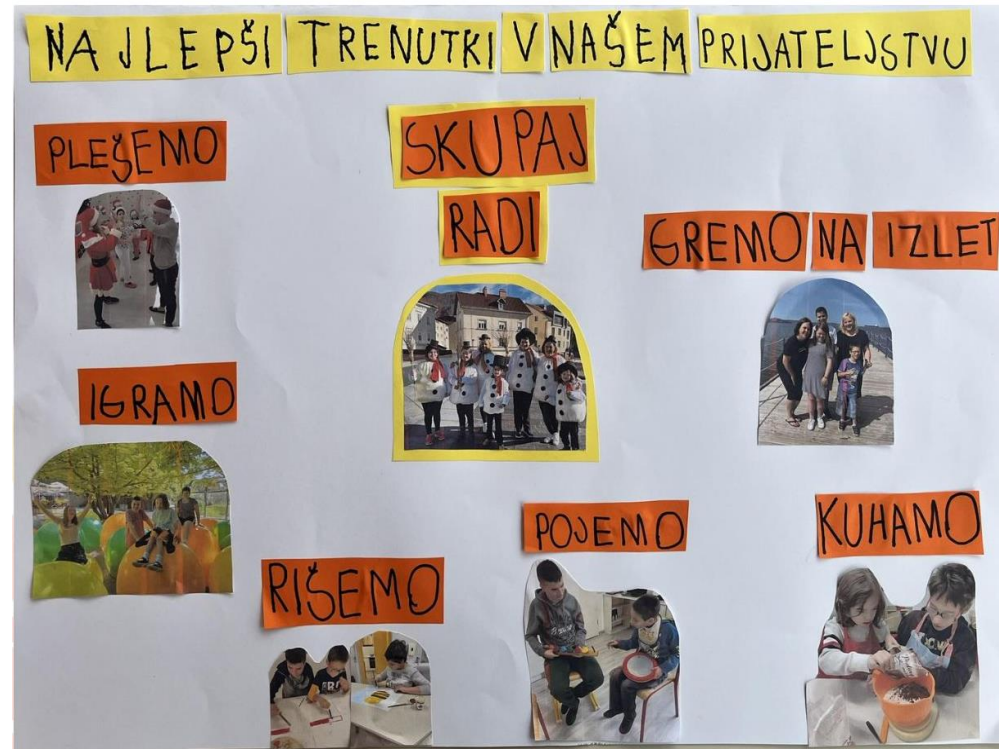 NAJLEPŠI TRENUTKI V NAŠEM PRIJATELJSTVU
PLEŠEMO
SKUPAJ
RADI
GREMO NA IZLET
IGRAMO
RIŠEMO
POJEMO
KUHAMO